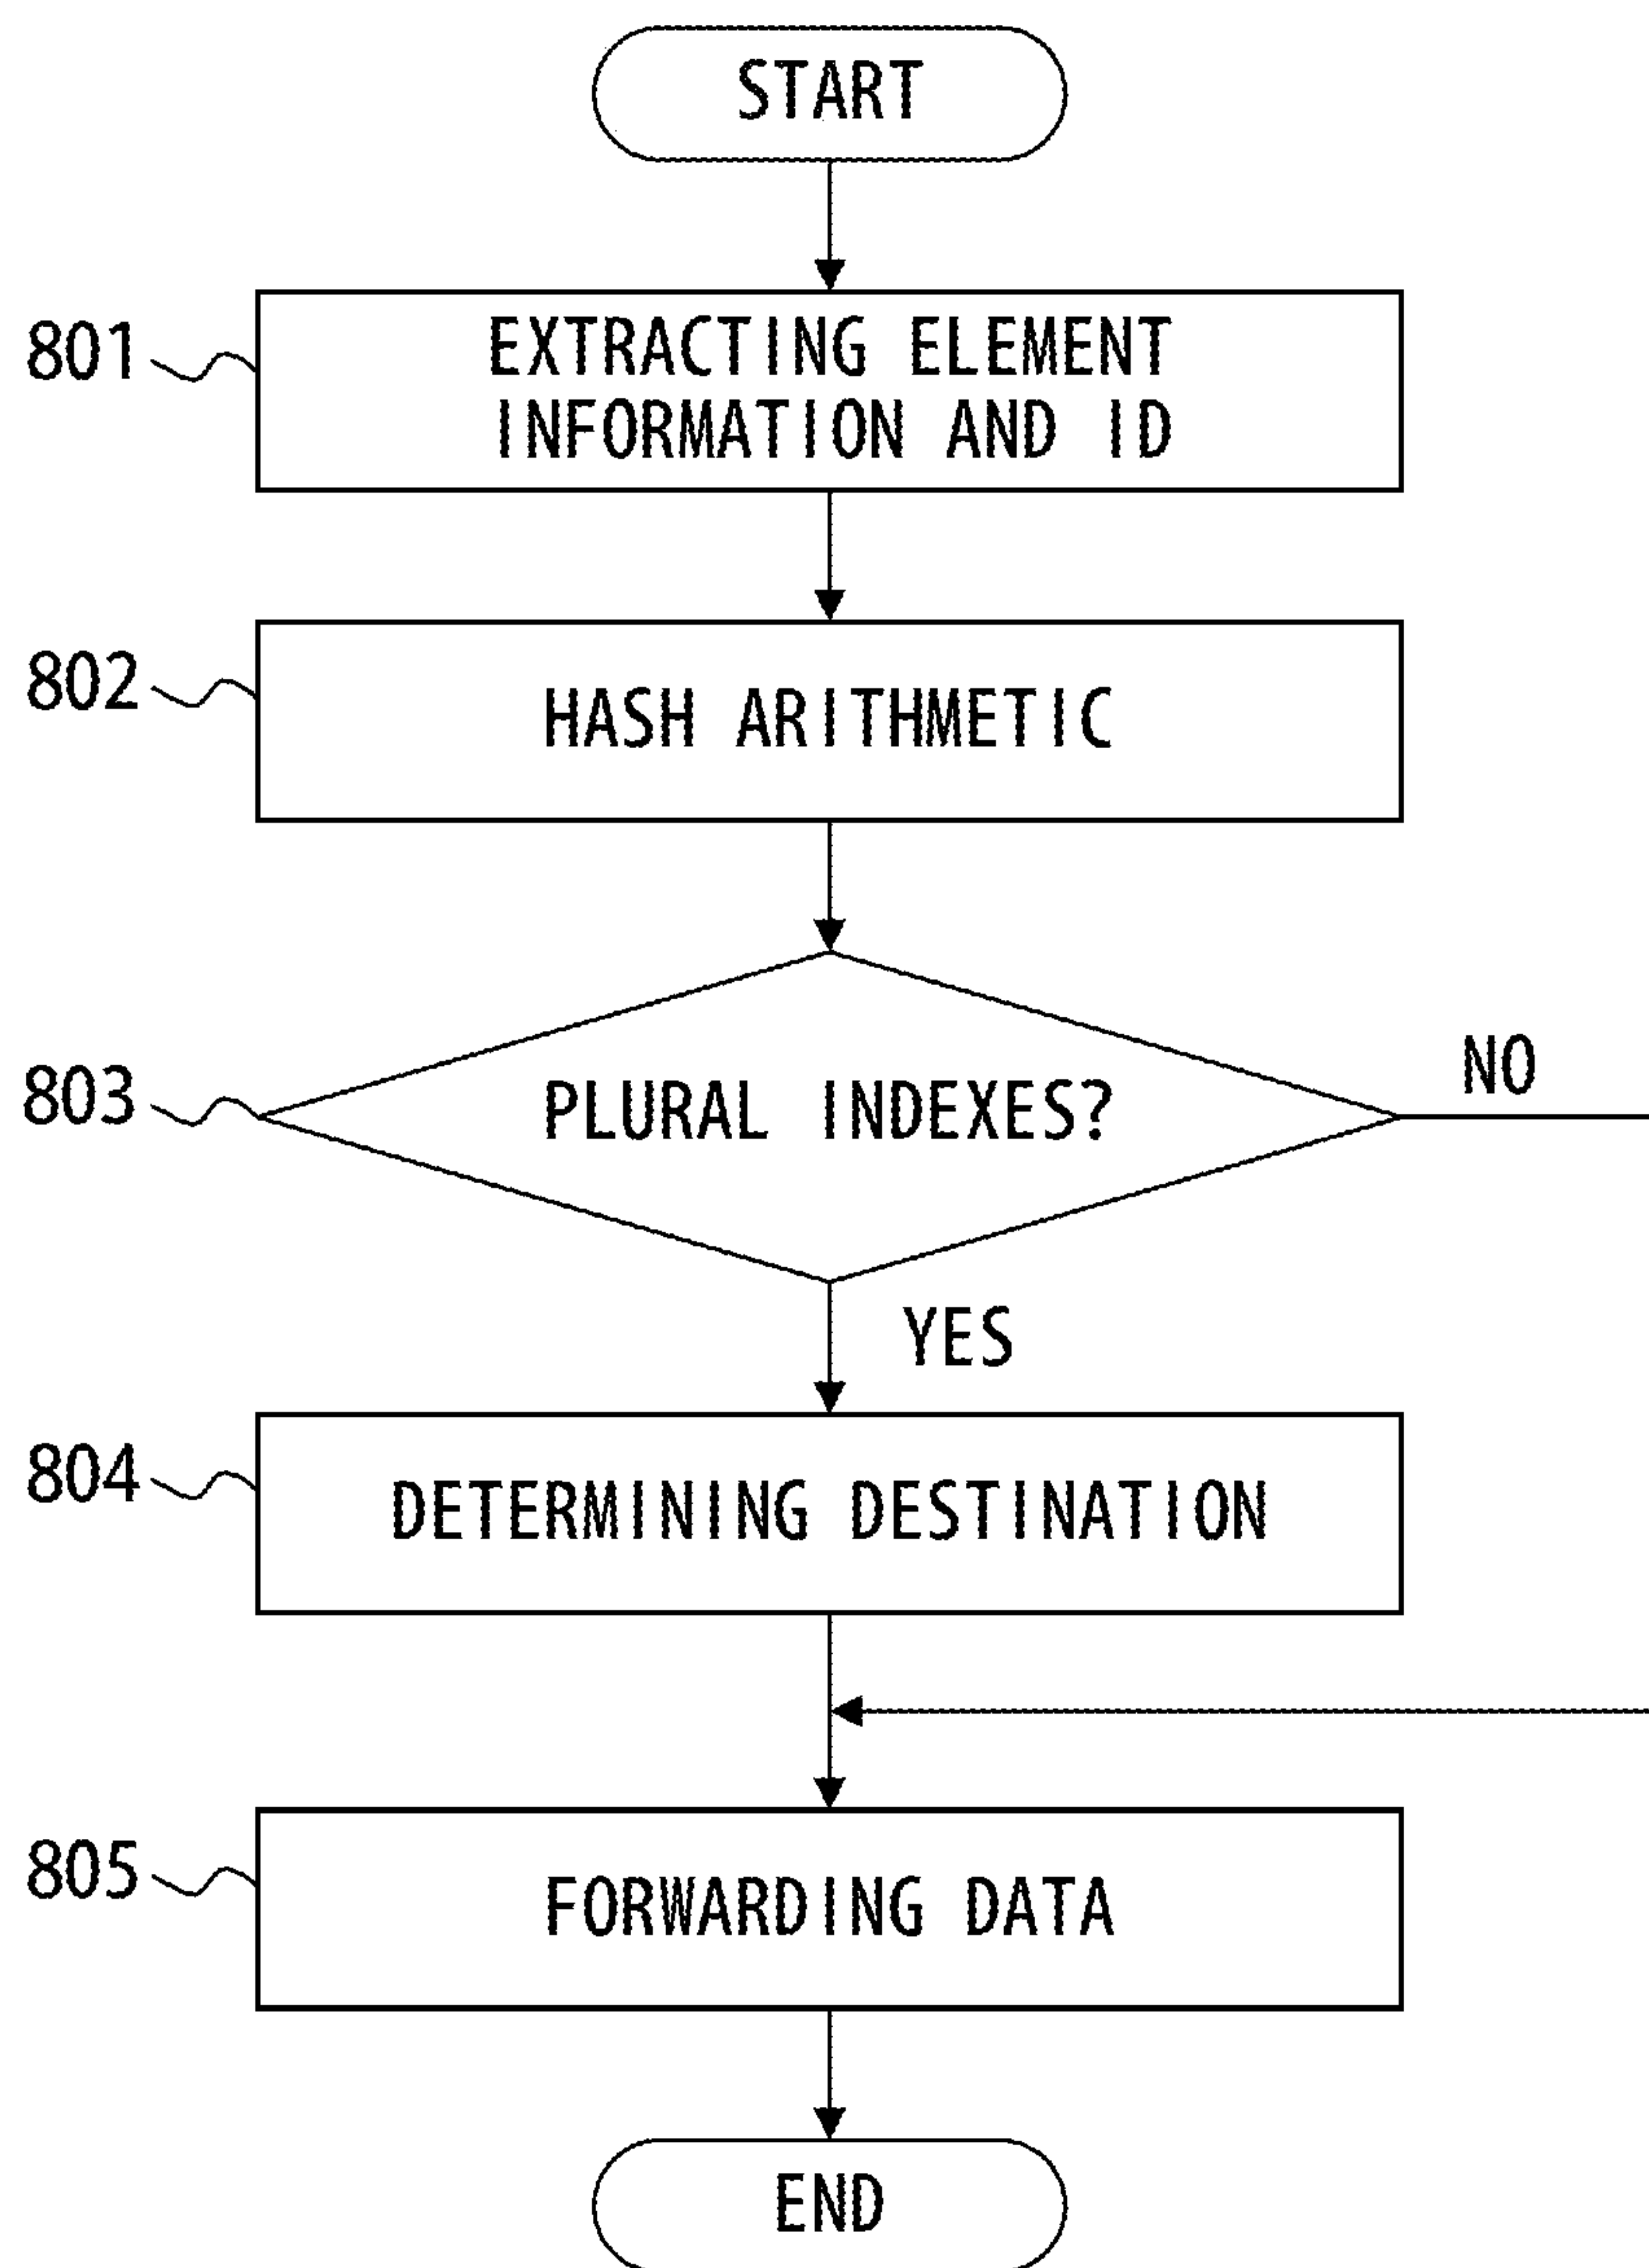 START
801
EXTRACTING ELEMENT
INFORMATION AND ID
802
HASH ARITHMETIC
803
PLURAL INDEXES?
NO
YES
804
DETERMINING DESTINATION
805
FORWARDING DATA
END